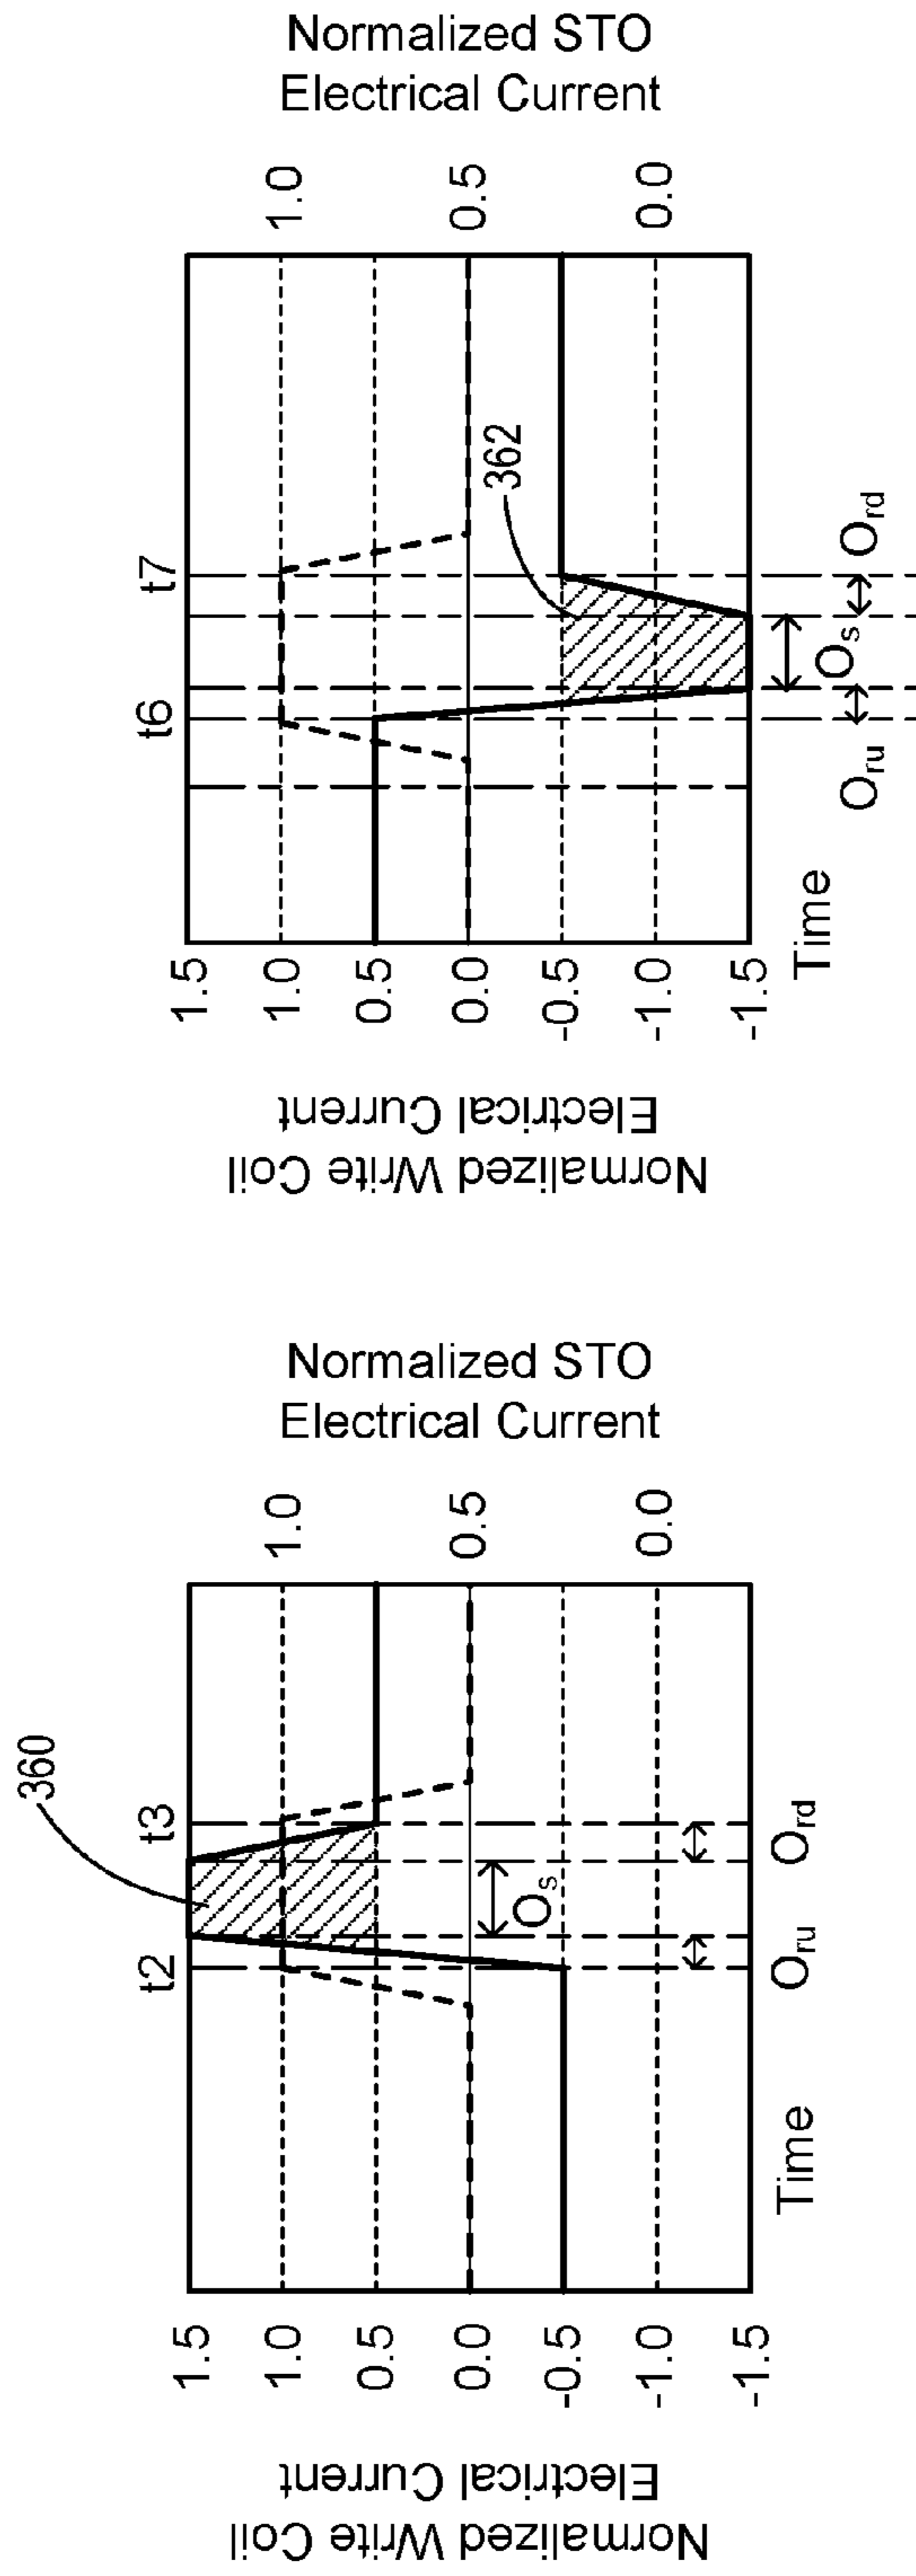 360
t2
t3
1.5
1.0
0.5
0.0
-0.5
-1.0
-1.5
Normalized Write Coil
Electrical Current
1.0
0.5
0.0
Normalized STO
Electrical Current
Os
Oru
Ord
Time
t6
t7
362
1.5
1.0
0.5
0.0
-0.5
-1.0
-1.5
Normalized Write Coil
Electrical Current
1.0
0.5
0.0
Normalized STO
Electrical Current
Time
Oru
Os
Ord